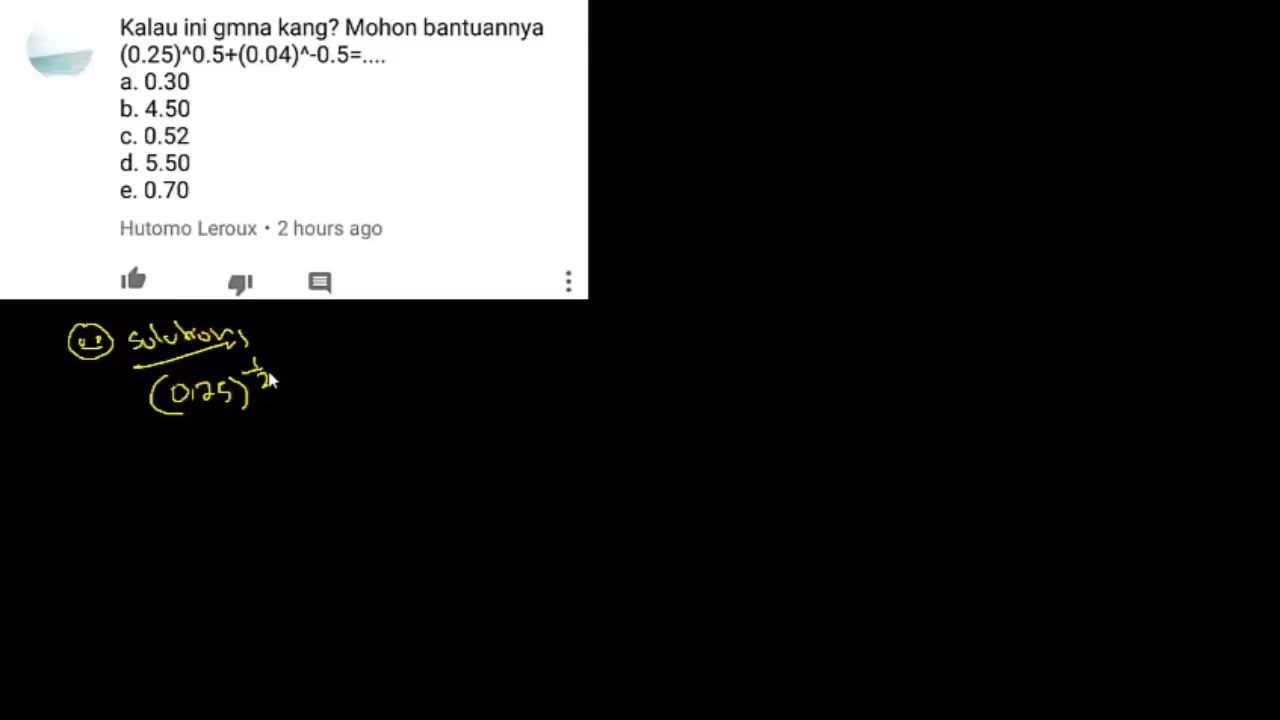 Kalau ini gmna kang? Mohon bantuannya
(0.25)^0.5+(0.04)^-0.5=....
a. 0.30
b. 4.50
c. 0.52
d. 5.50
e. 0.70
Hutomo Leroux • 2 hours ago
solutions
(0,25)^½